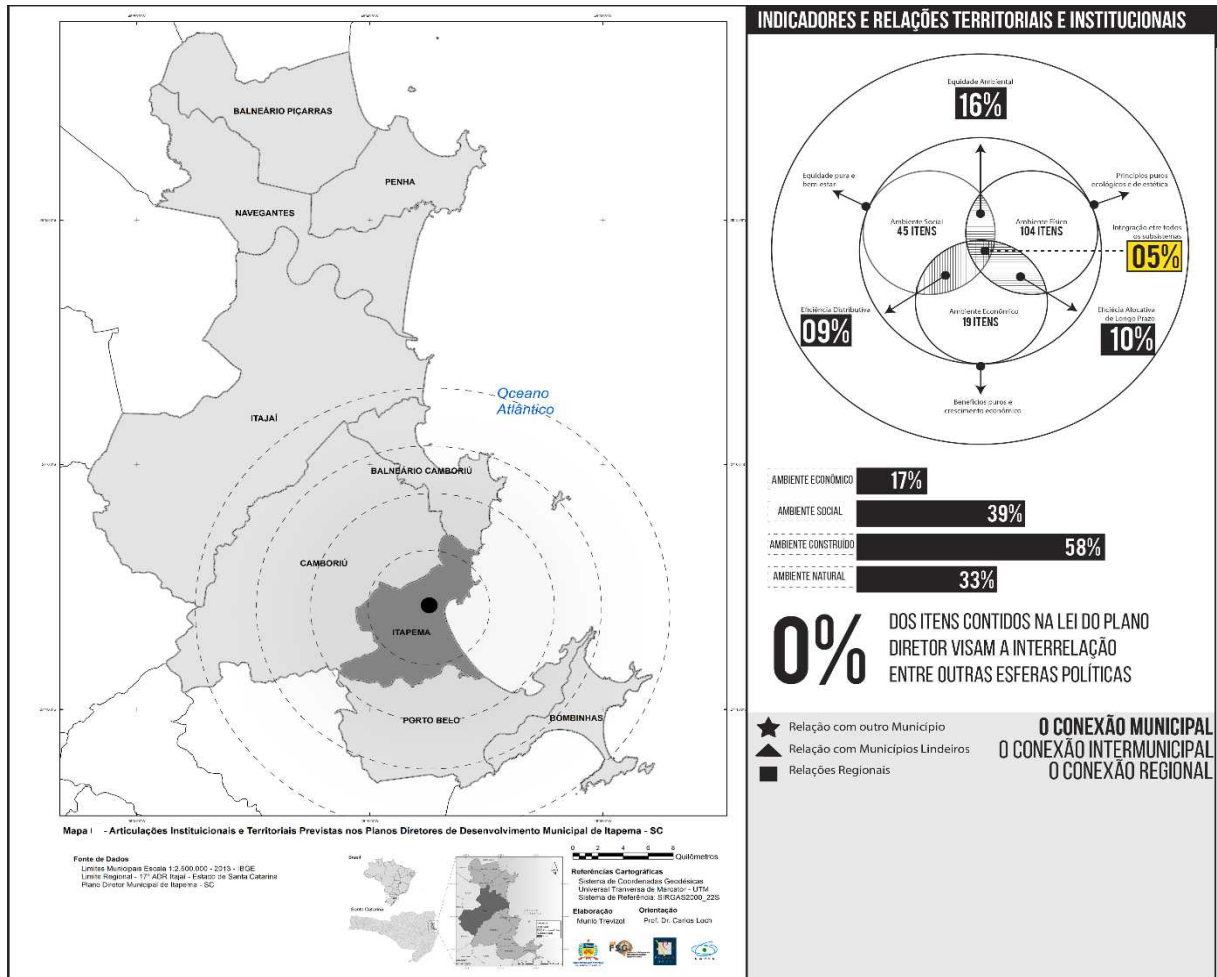 BALNEÁRIO PIÇARRAS
PENHA
NAVEGANTES
ITAJAÍ
Oceano
Atlântico
BALNEÁRIO CAMBORIÚ
CAMBORIÚ
ITAPEMA
PORTO BELO
BOMBINHAS
Mapa I - Articulações Instituicionais e Territoriais Previstas nos Planos Diretores de Desenvolvimento Municipal de Itapema - SC
Fonte de Dados
Limites Municipais Escala 1:2.500.000 - 2013 - IBGE
Limite Regional - 17° ADR Itajaí - Estado de Santa Catarina
Plano Diretor Municipal de Itapema - SC
Brasil
Santa Catarina
0 2 4 6 8
Quilômetros
Referências Cartográficas
Sistema de Coordenadas Geodésicas
Universal Tranversa de Mercator - UTM
Sistema de Referência: SIRGAS2000_22S
Elaboração Orientação
Murilo Trevizol Prof. Dr. Carlos Loch
FSG
INDICADORES E RELAÇÕES TERRITORIAIS E INSTITUCIONAIS
Equidade Ambiental
16%
Equidade pura e
bem-estar
Princípios puros
ecológicos e de estética
Ambiente Social
45 ITENS
Ambiente Físico
104 ITENS
Integração etre todos
os subsistemas
05%
Eficiência Distributiva
09%
Ambiente Econômico
19 ITENS
Eficiécia Alocativa
de Longo Prazo
10%
Benefícios puros e
crescimento econômico
AMBIENTE ECONÔMICO 17%
AMBIENTE SOCIAL 39%
AMBIENTE CONSTRUÍDO 58%
AMBIENTE NATURAL 33%
0%
DOS ITENS CONTIDOS NA LEI DO PLANO
DIRETOR VISAM A INTERRELAÇÃO
ENTRE OUTRAS ESFERAS POLÍTICAS
Relação com outro Município
Relação com Municípios Lindeiros
Relações Regionais
0 CONEXÃO MUNICIPAL
0 CONEXÃO INTERMUNICIPAL
0 CONEXÃO REGIONAL